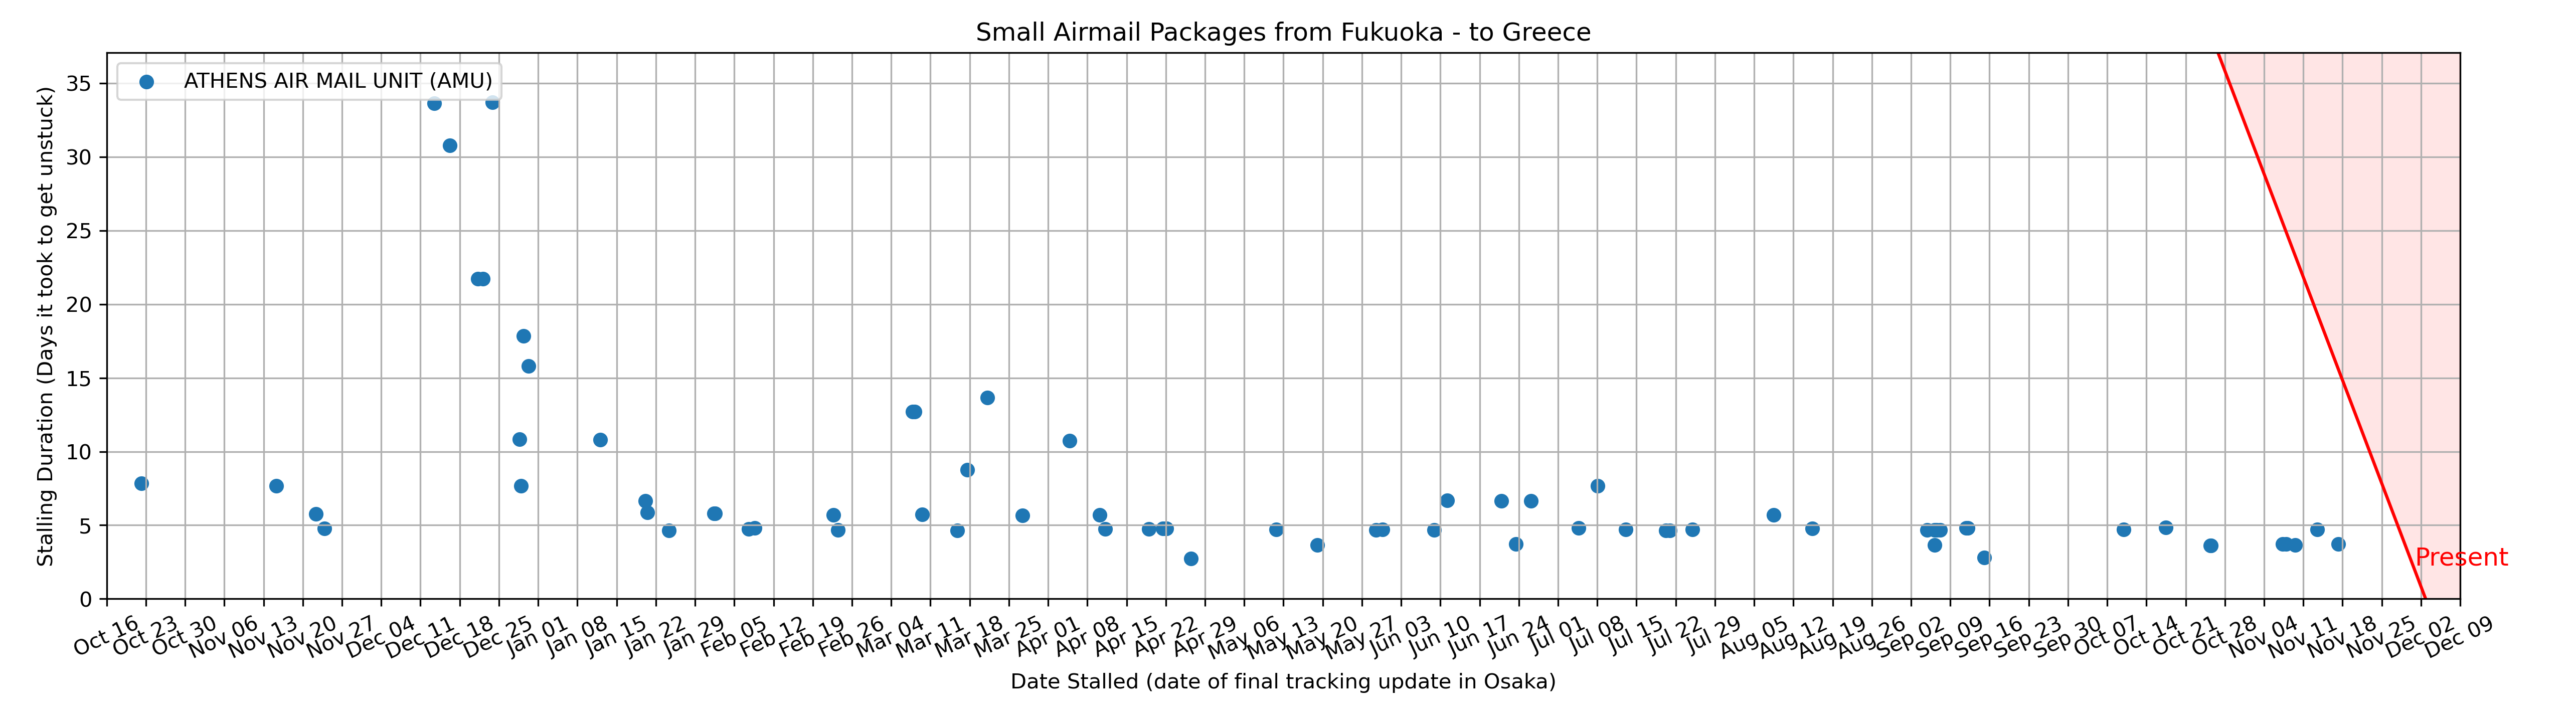 Small Airmail Packages from Fukuoka - to Greece
ATHENS AIR MAIL UNIT (AMU)
Stalling Duration (Days it took to get unstuck)
35
30
25
20
15
10
5
0
Present
Oct 16 Oct 23 Oct 30 Nov 06 Nov 13 Nov 20 Nov 27 Dec 04 Dec 11 Dec 18 Dec 25 Jan 01 Jan 08 Jan 15 Jan 22 Jan 29 Feb 05 Feb 12 Feb 19 Feb 26 Mar 04 Mar 11 Mar 18 Mar 25 Apr 01 Apr 08 Apr 15 Apr 22 Apr 29 May 06 May 13 May 20 May 27 Jun 03 Jun 10 Jun 17 Jun 24 Jul 01 Jul 08 Jul 15 Jul 22 Jul 29 Aug 05 Aug 12 Aug 19 Aug 26 Sep 02 Sep 09 Sep 16 Sep 23 Sep 30 Oct 07 Oct 14 Oct 21 Oct 28 Nov 04 Nov 11 Nov 18 Nov 25 Dec 02 Dec 09
Date Stalled (date of final tracking update in Osaka)